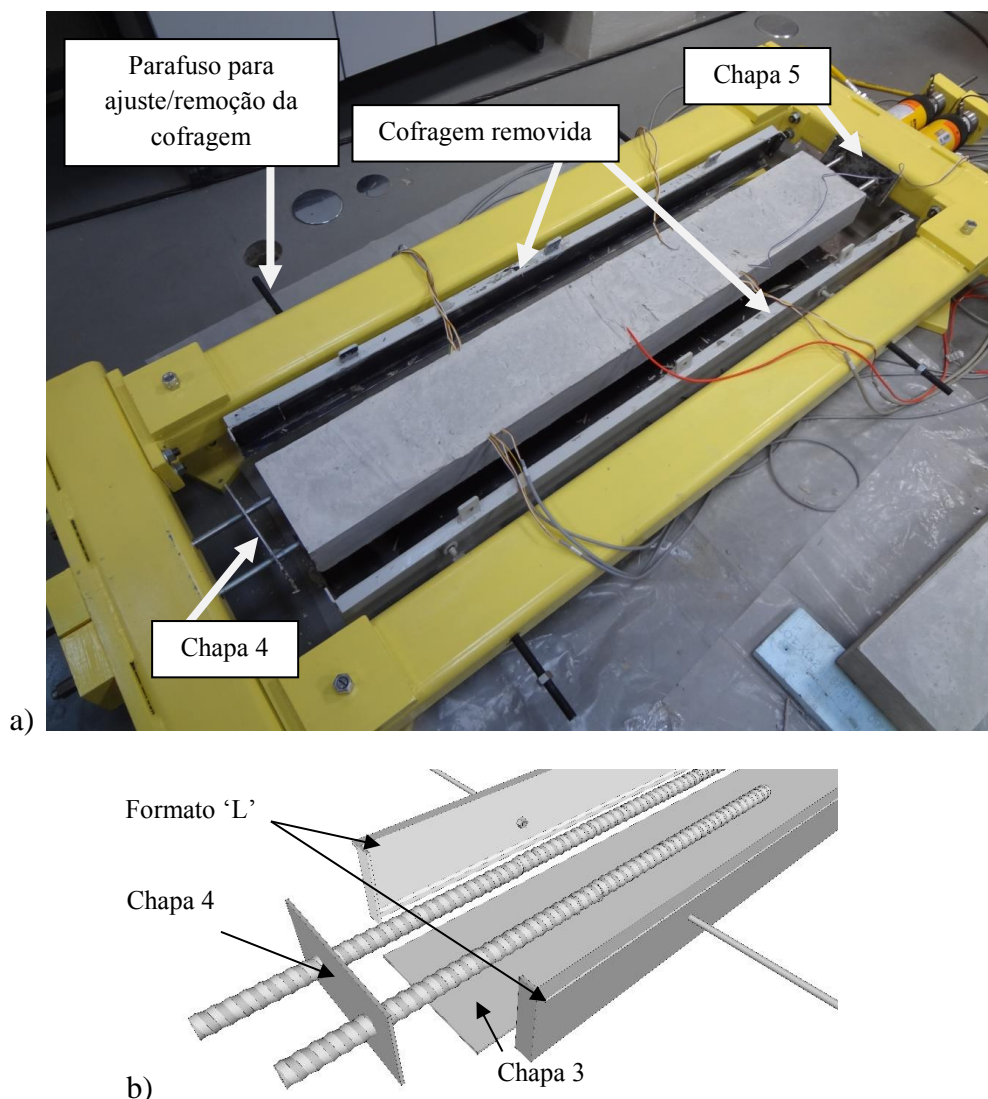 Parafuso para
ajuste/remoção da
cofragem
Chapa 5
Cofragem removida
Chapa 4
a)
Formato ‘L’
Chapa 4
Chapa 3
b)